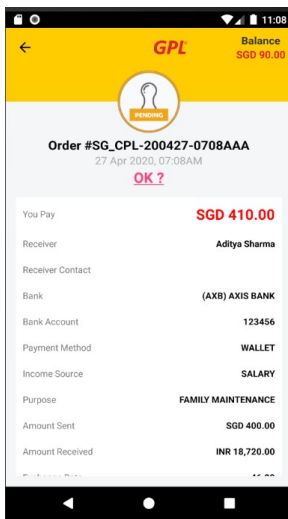 11:08
GPL
Balance
SGD 90.00
PENDING
Order #SG_CPL-200427-0708AAA
27 Apr 2020, 07:08AM
OK ?
You Pay SGD 410.00
Receiver Aditya Sharma
Receiver Contact
Bank (AXB) AXIS BANK
Bank Account 123456
Payment Method WALLET
Income Source SALARY
Purpose FAMILY MAINTENANCE
Amount Sent SGD 400.00
Amount Received INR 18,720.00